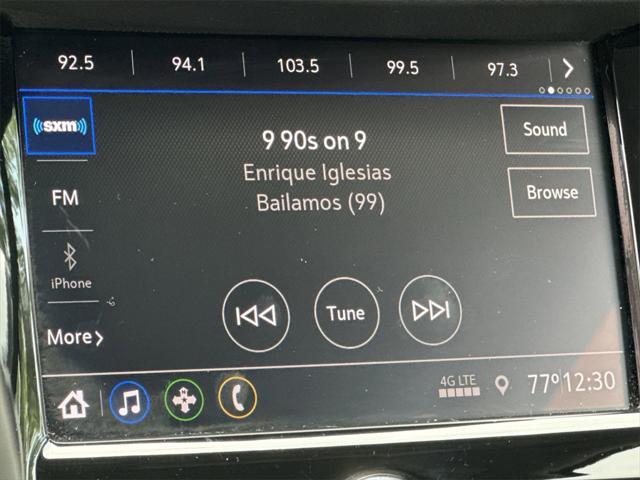 92.5 94.1 103.5 99.5 97.3
sxm
9 90s on 9
Enrique Iglesias
Bailamos (99)
Sound
Browse
FM
iPhone
More
Tune
4G LTE
77° 12:30